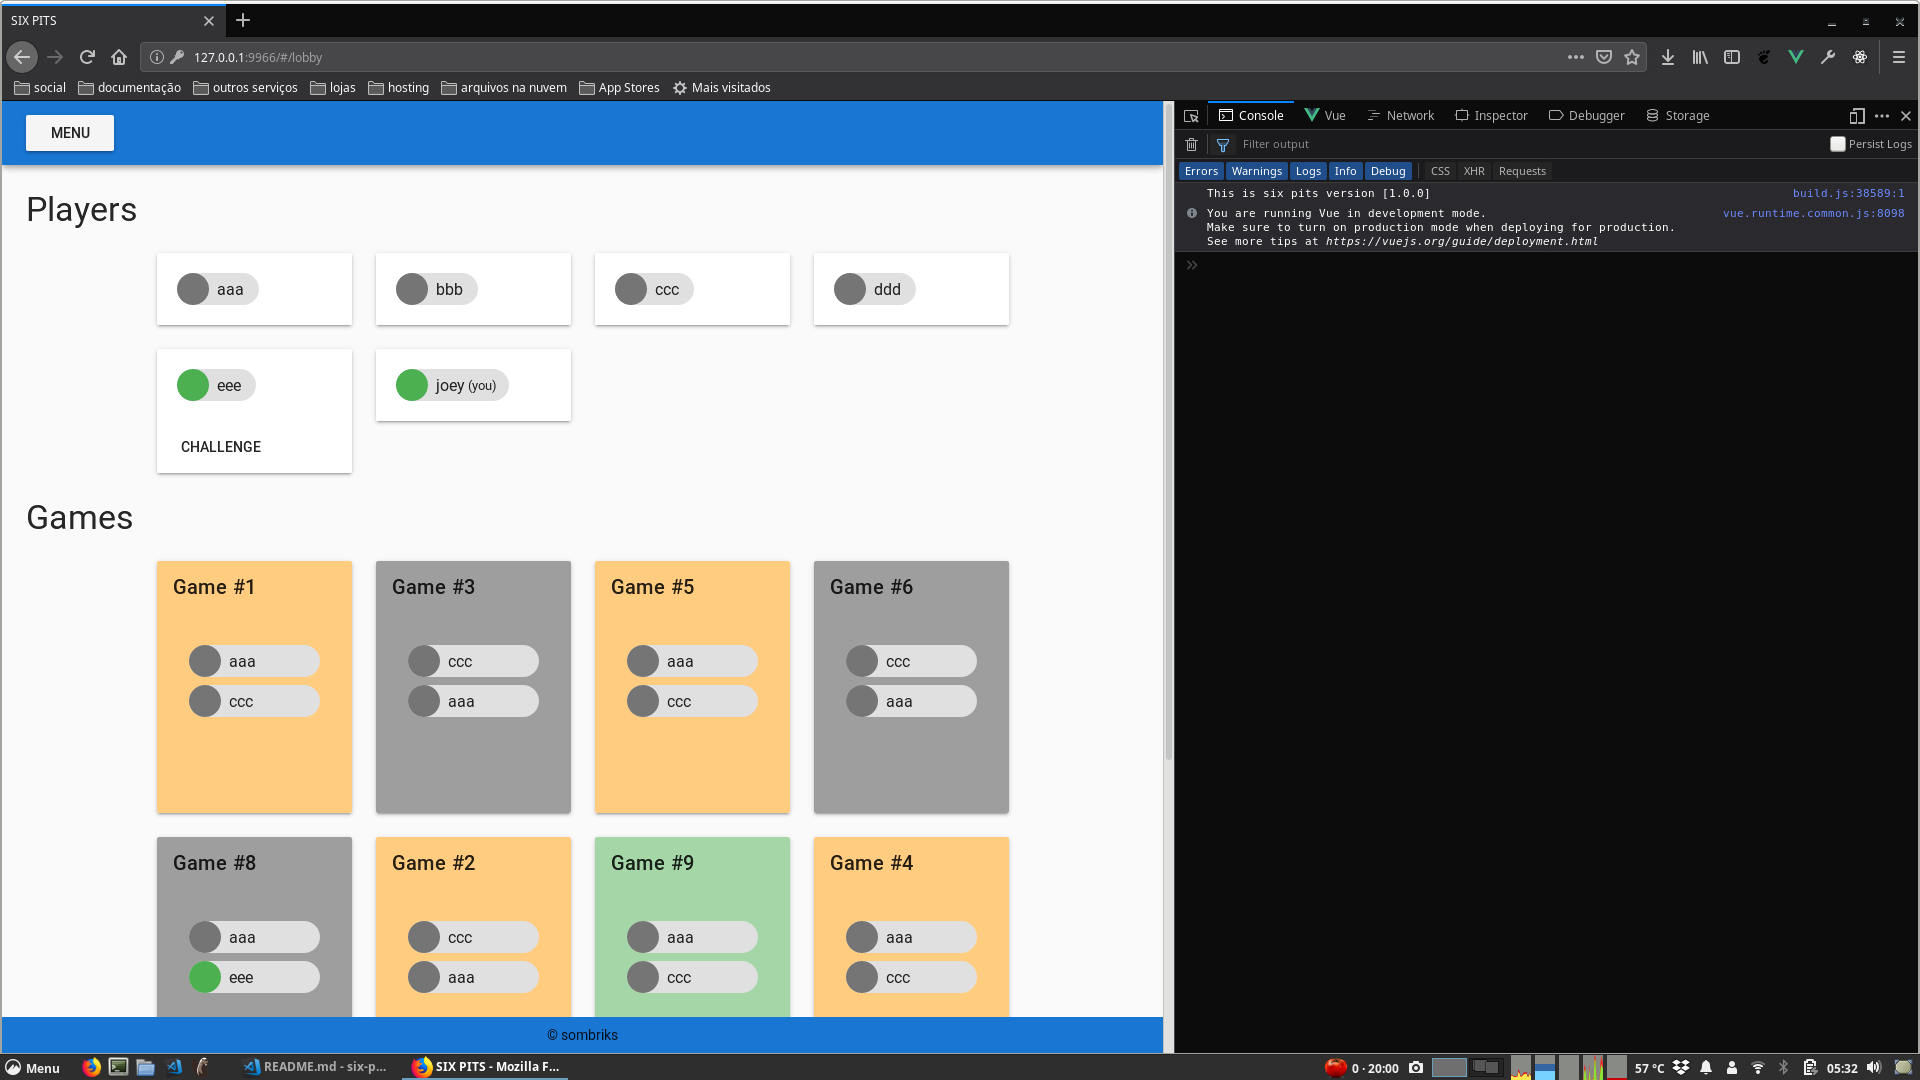 SIX PITS
127.0.0.1:9966/#/lobby
social documentação outros serviços lojas hosting arquivos na nuvem App Stores Mais visitados
MENU
Players
aaa bbb ccc ddd
eee joey (you)
CHALLENGE
Games
Game #1 Game #3 Game #5 Game #6
aaa ccc aaa ccc
ccc aaa ccc aaa
Game #8 Game #2 Game #9 Game #4
aaa ccc aaa aaa
eee aaa ccc ccc
© sombriks
Console Vue Network Inspector Debugger Storage
Filter output Persist Logs
Errors Warnings Logs Info Debug CSS XHR Requests
This is six pits version [1.0.0] build.js:38589:1
You are running Vue in development mode. vue.runtime.common.js:8098
Make sure to turn on production mode when deploying for production.
See more tips at https://vuejs.org/guide/deployment.html
Menu README.md - six-p... SIX PITS - Mozilla F... 0 · 20:00 57 °C 05:32